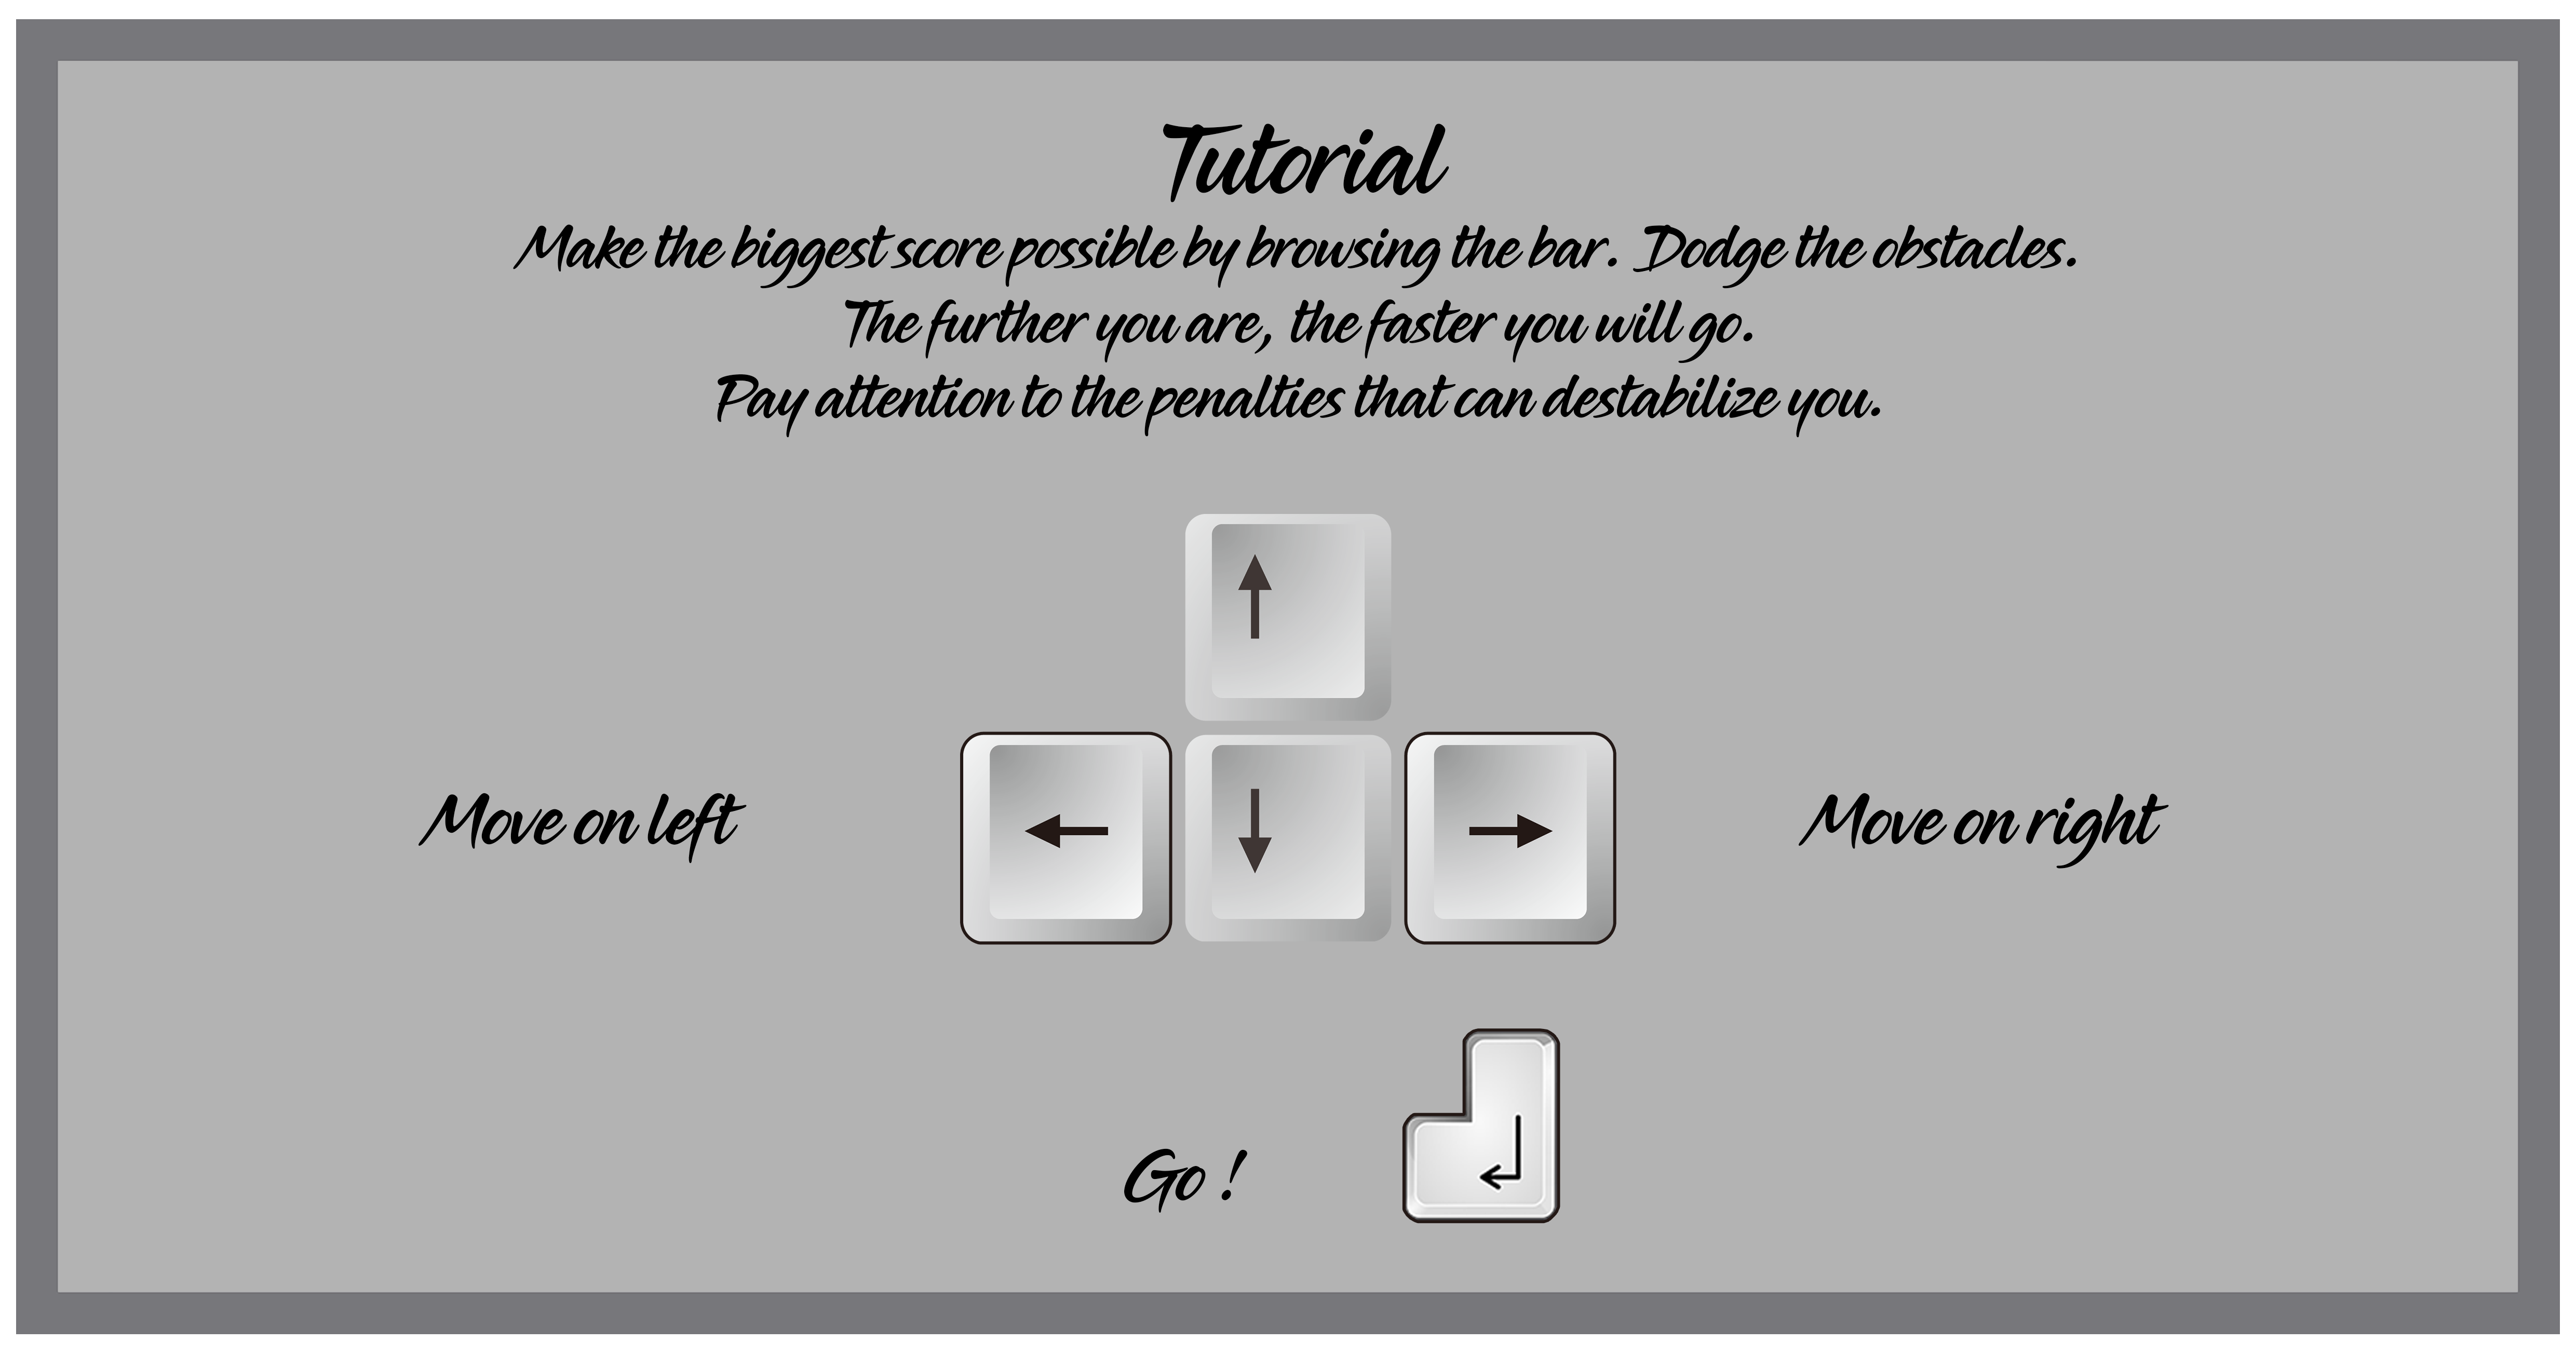 Tutorial
Make the biggest score possible by browsing the bar. Dodge the obstacles.
The further you are, the faster you will go.
Pay attention to the penalties that can destabilize you.
Move on left
Move on right
Go !